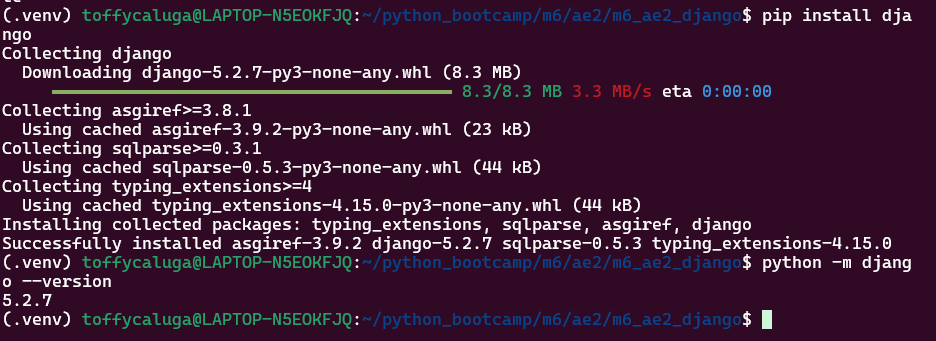 (.venv) toffycaluga@LAPTOP-N5EOKFJQ:~/python_bootcamp/m6/ae2/m6_ae2_django$ pip install dja
ngo
Collecting django
  Downloading django-5.2.7-py3-none-any.whl (8.3 MB)
     8.3/8.3 MB 3.3 MB/s eta 0:00:00
Collecting asgiref>=3.8.1
  Using cached asgiref-3.9.2-py3-none-any.whl (23 kB)
Collecting sqlparse>=0.3.1
  Using cached sqlparse-0.5.3-py3-none-any.whl (44 kB)
Collecting typing_extensions>=4
  Using cached typing_extensions-4.15.0-py3-none-any.whl (44 kB)
Installing collected packages: typing_extensions, sqlparse, asgiref, django
Successfully installed asgiref-3.9.2 django-5.2.7 sqlparse-0.5.3 typing_extensions-4.15.0
(.venv) toffycaluga@LAPTOP-N5EOKFJQ:~/python_bootcamp/m6/ae2/m6_ae2_django$ python -m djang
o --version
5.2.7
(.venv) toffycaluga@LAPTOP-N5EOKFJQ:~/python_bootcamp/m6/ae2/m6_ae2_django$